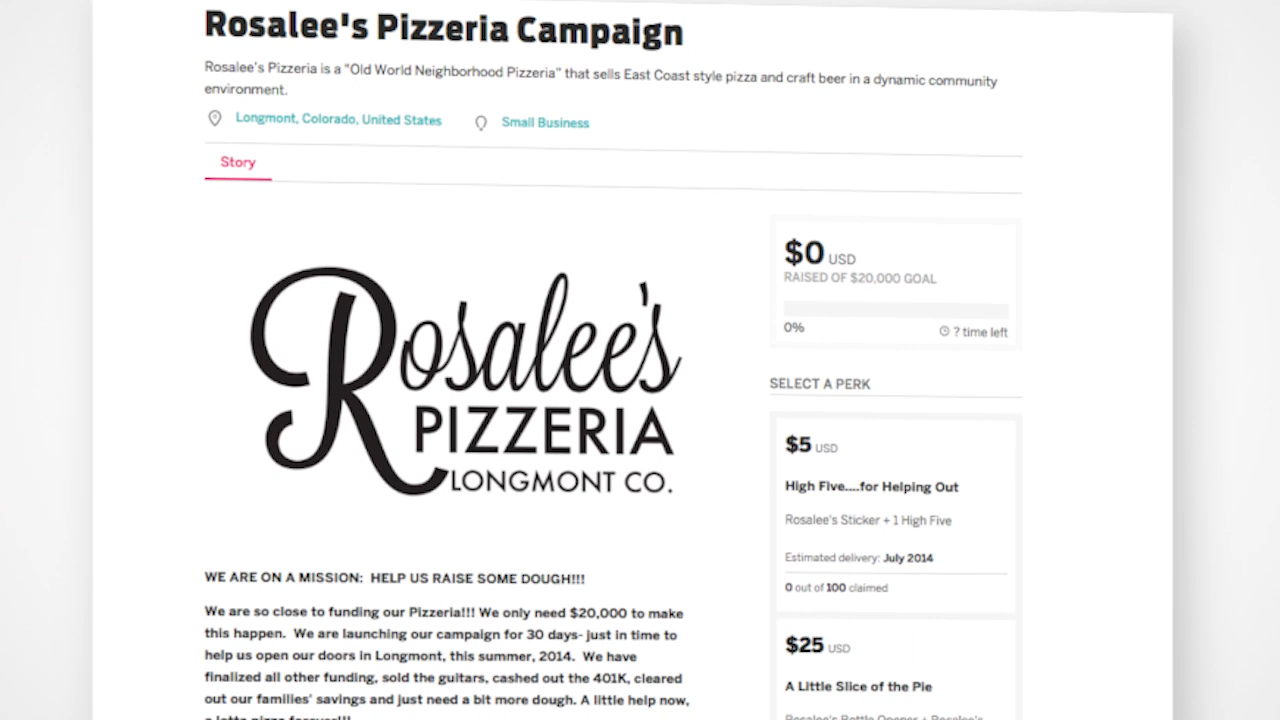 Rosalee's Pizzeria Campaign
Rosalee's Pizzeria is a "Old World Neighborhood Pizzeria" that sells East Coast style pizza and craft beer in a dynamic community
environment.
Longmont, Colorado, United States
Small Business
Story
Rosalee's
PIZZERIA
LONGMONT CO.
WE ARE ON A MISSION: HELP US RAISE SOME DOUGH!!!
We are so close to funding our Pizzeria!!! We only need $20,000 to make
this happen. We are launching our campaign for 30 days- just in time to
help us open our doors in Longmont, this summer, 2014. We have
finalized all other funding, sold the guitars, cashed out the 401K, cleared
out our families' savings and just need a bit more dough. A little help now,
a lotta pizza forever!!!
$0 USD
RAISED OF $20,000 GOAL
0%
? time left
SELECT A PERK
$5 USD
High Five....for Helping Out
Rosalee's Sticker + 1 High Five
Estimated delivery: July 2014
0 out of 100 claimed
$25 USD
A Little Slice of the Pie
Rosalee's Bottle Opener + Rosalee's